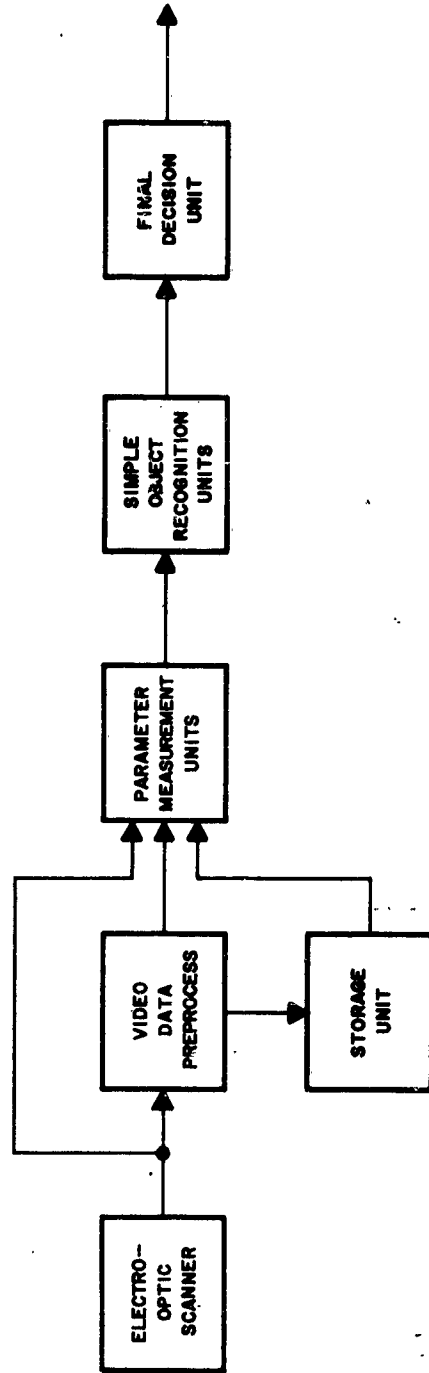 ELECTRO-
OPTIC
SCANNER
VIDEO
DATA
PREPROCESS
STORAGE
UNIT
PARAMETER
MEASUREMENT
UNITS
SIMPLE
OBJECT
RECOGNITION
UNITS
FINAL
DECISION
UNIT